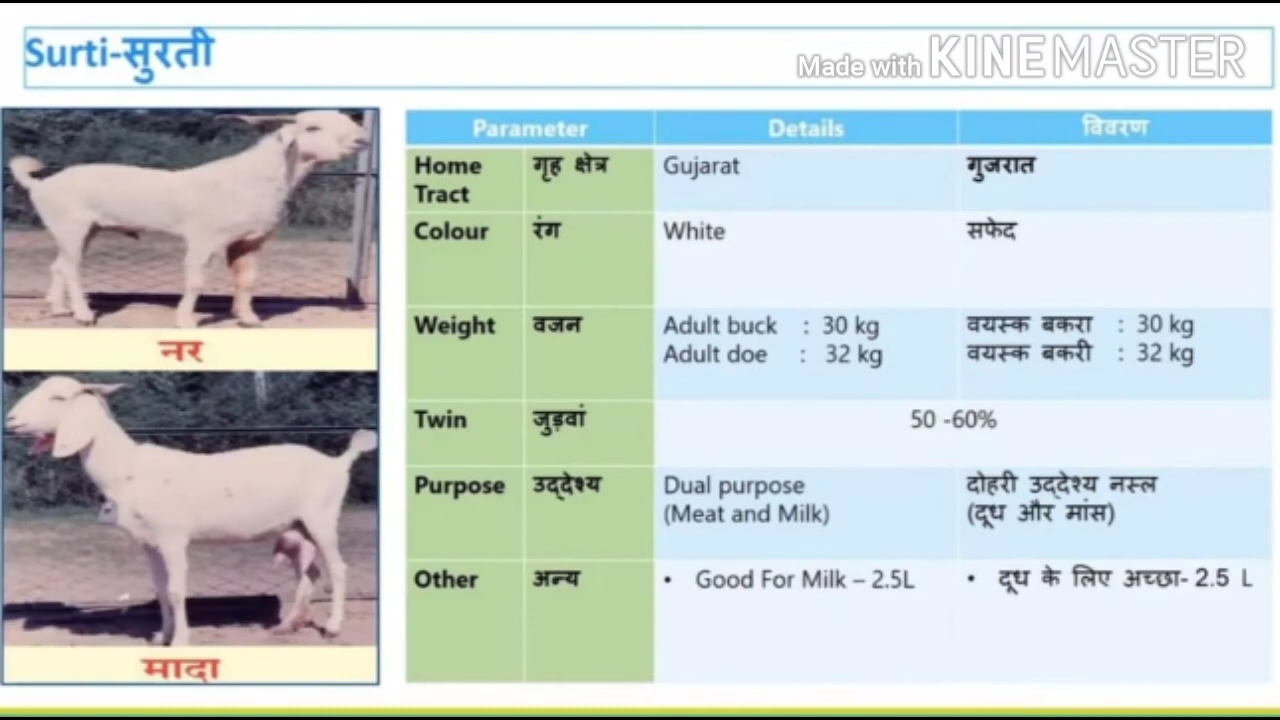 Surti-सुरती
Made with KINEMASTER
नर
मादा
Parameter Details विवरण
Home Tract गृह क्षेत्र Gujarat गुजरात
Colour रंग White सफेद
Weight वजन Adult buck : 30 kg वयस्क बकरा : 30 kg
Adult doe : 32 kg वयस्क बकरी : 32 kg
Twin जुड़वां 50 -60%
Purpose उद्देश्य Dual purpose दोहरी उद्देश्य नस्ल
(Meat and Milk) (दूध और मांस)
Other अन्य • Good For Milk – 2.5L • दूध के लिए अच्छा- 2.5 L